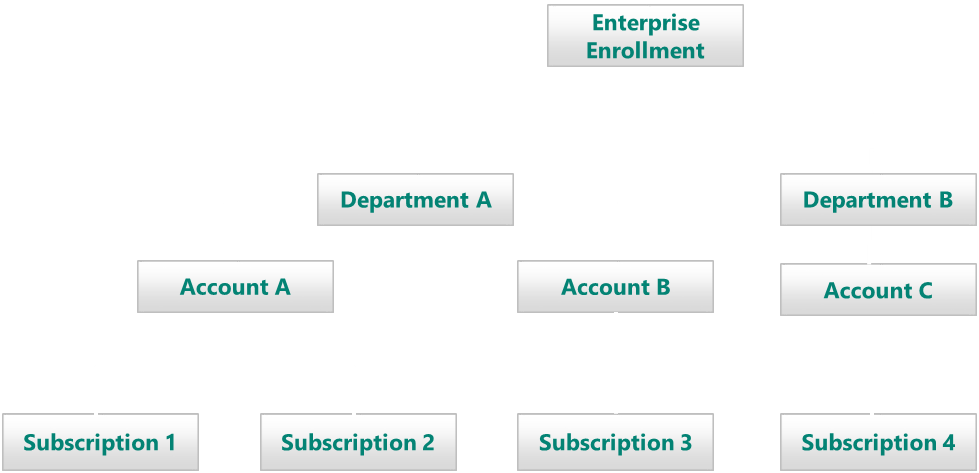 Enterprise
Enrollment
Department A
Department B
Account A
Account B
Account C
Subscription 1
Subscription 2
Subscription 3
Subscription 4